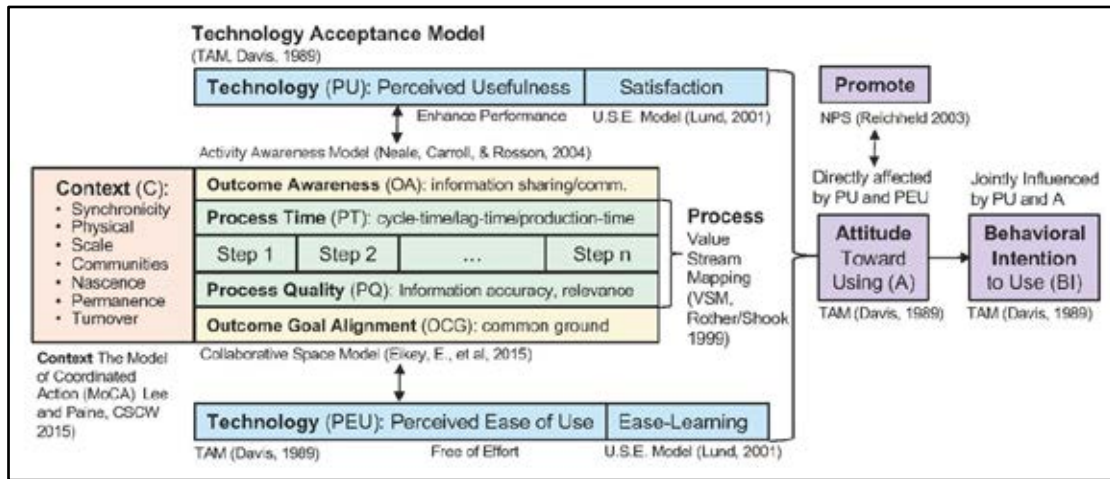 Technology Acceptance Model
(TAM, Davis, 1989)
Technology (PU): Perceived Usefulness
Satisfaction
Enhance Performance
U.S.E. Model (Lund, 2001)
Activity Awareness Model (Neale, Carroll, & Rosson, 2004)
Context (C):
• Synchronicity
• Physical
• Scale
• Communities
• Nascence
• Permanence
• Turnover
Context The Model
of Coordinated
Action (MoCA) Lee
and Paine, CSCW
2015)
Outcome Awareness (OA): information sharing/comm.
Process Time (PT): cycle-time/lag-time/production-time
Step 1
Step 2
...
Step n
Process Quality (PQ): Information accuracy, relevance
Outcome Goal Alignment (OCG): common ground
Collaborative Space Model (Eikey, E., et al, 2015)
Process
Value
Stream
Mapping
(VSM,
Rother/Shook
1999)
Technology (PEU): Perceived Ease of Use
Ease-Learning
TAM (Davis, 1989)
Free of Effort
U.S.E. Model (Lund, 2001)
Promote
NPS (Reichheld 2003)
Directly affected
by PU and PEU
Attitude
Toward
Using (A)
TAM (Davis, 1989)
Jointly Influenced
by PU and A
Behavioral
Intention
to Use (BI)
TAM (Davis, 1989)